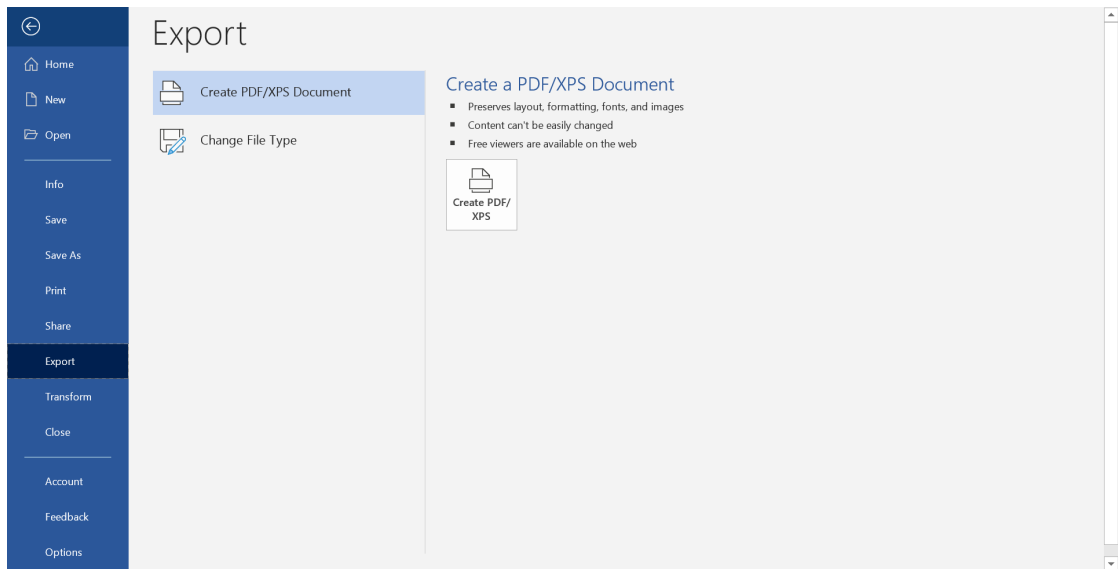 Export
Home
New
Open
Info
Save
Save As
Print
Share
Export
Transform
Close
Account
Feedback
Options
Create PDF/XPS Document
Change File Type
Create a PDF/XPS Document
Preserves layout, formatting, fonts, and images
Content can't be easily changed
Free viewers are available on the web
Create PDF/
XPS